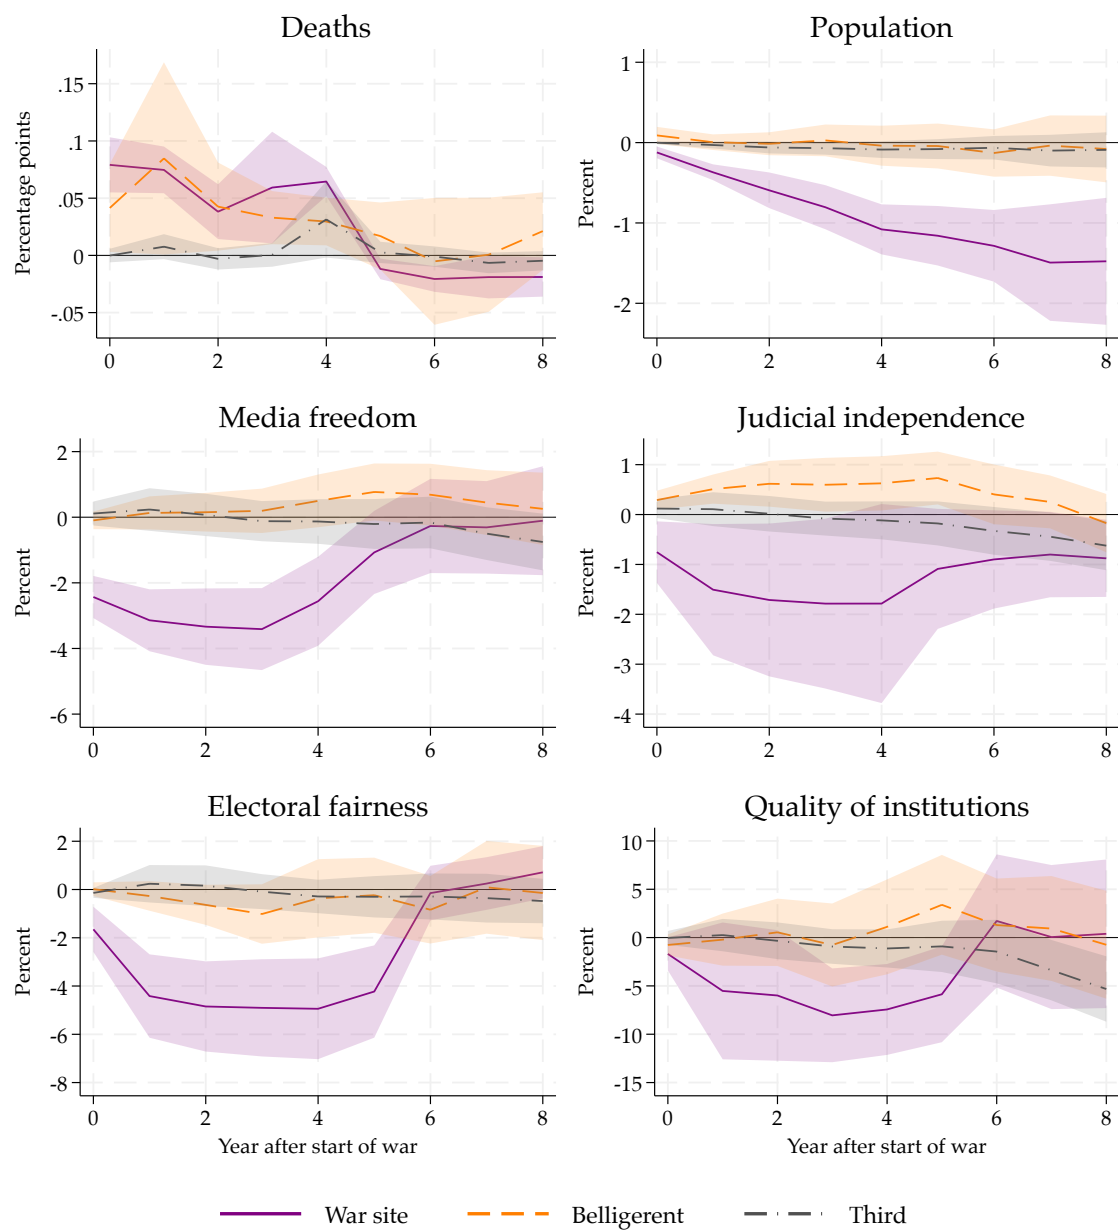 Deaths
Percentage points
.15
.1
.05
0
-.05
0 2 4 6 8
Population
Percent
1
0
-1
-2
0 2 4 6 8
Media freedom
Percent
2
0
-2
-4
-6
0 2 4 6 8
Judicial independence
Percent
1
0
-1
-2
-3
-4
0 2 4 6 8
Electoral fairness
Percent
2
0
-2
-4
-6
-8
0 2 4 6 8
Year after start of war
Quality of institutions
Percent
10
5
0
-5
-10
-15
0 2 4 6 8
Year after start of war
War site Belligerent Third